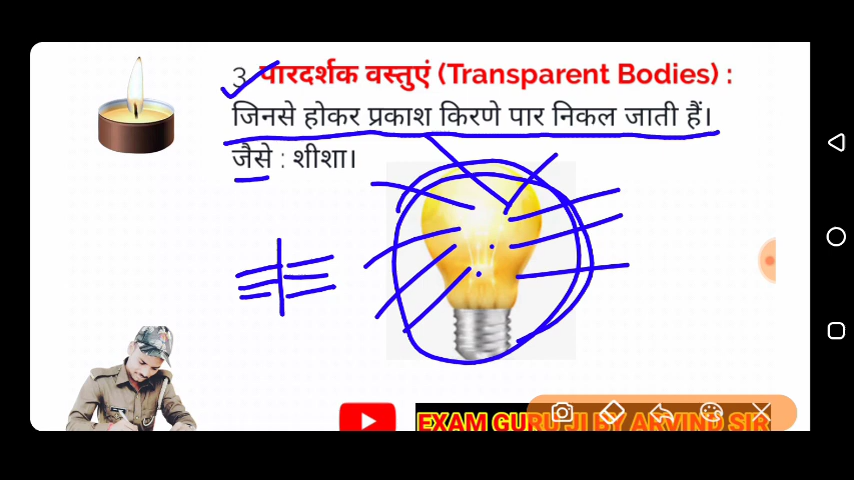 3. पारदर्शक वस्तुएं (Transparent Bodies) :
जिनसे होकर प्रकाश किरणे पार निकल जाती हैं।
जैसे : शीशा।
EXAM GURU JI BY ARVIND SIR